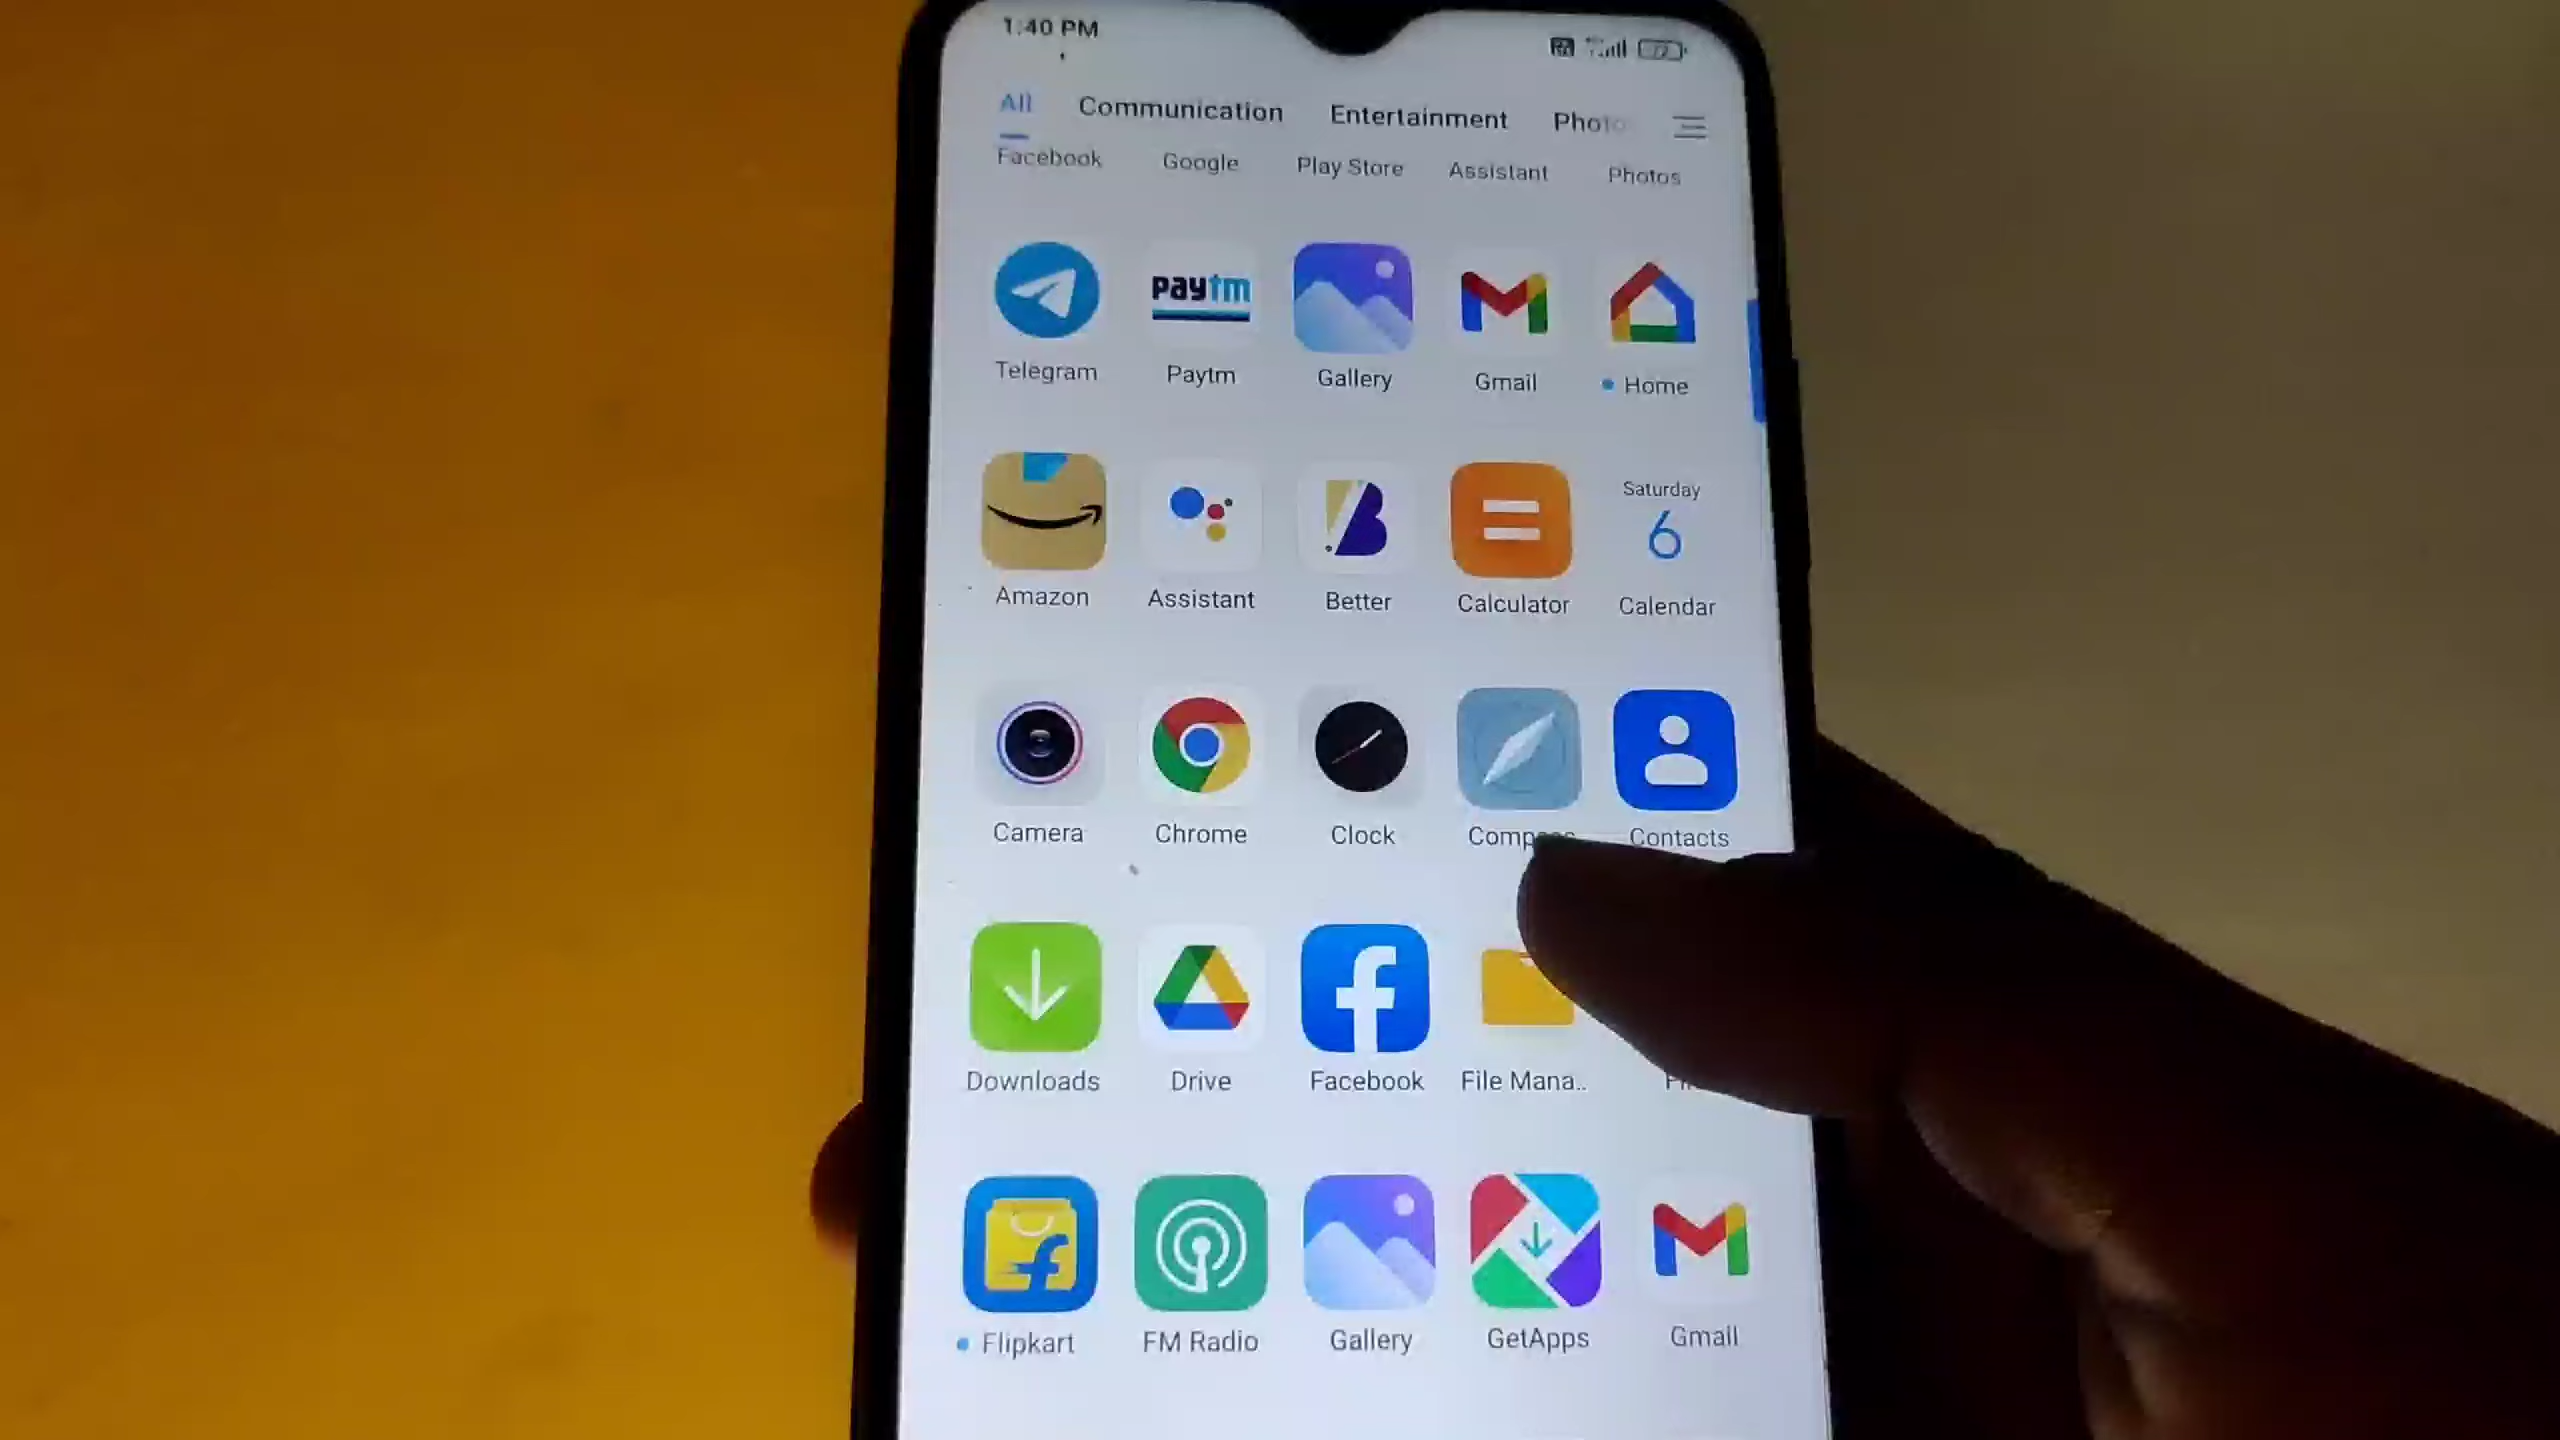 1:40 PM
All Communication Entertainment Photo
Facebook Google Play Store Assistant Photos
paytm
Telegram Paytm Gallery Gmail Home
Saturday
6
Amazon Assistant Better Calculator Calendar
Camera Chrome Clock Compass Contacts
Downloads Drive Facebook File Mana..
Flipkart FM Radio Gallery GetApps Gmail